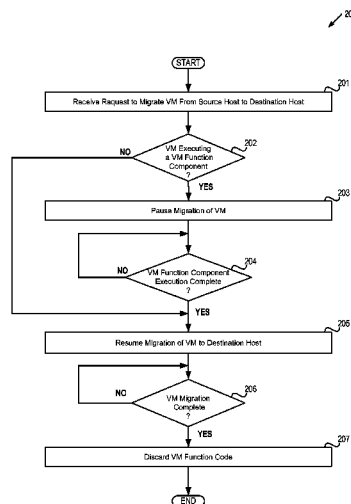 20
START
201
Receive Request to Migrate VM From Source Host to Destination Host
202
VM Executing
a VM Function
Component
?
NO
YES
203
Pause Migration of VM
204
VM Function Component
Execution Complete
?
NO
YES
205
Resume Migration of VM to Destination Host
206
VM Migration
Complete
?
NO
YES
207
Discard VM Function Code
END